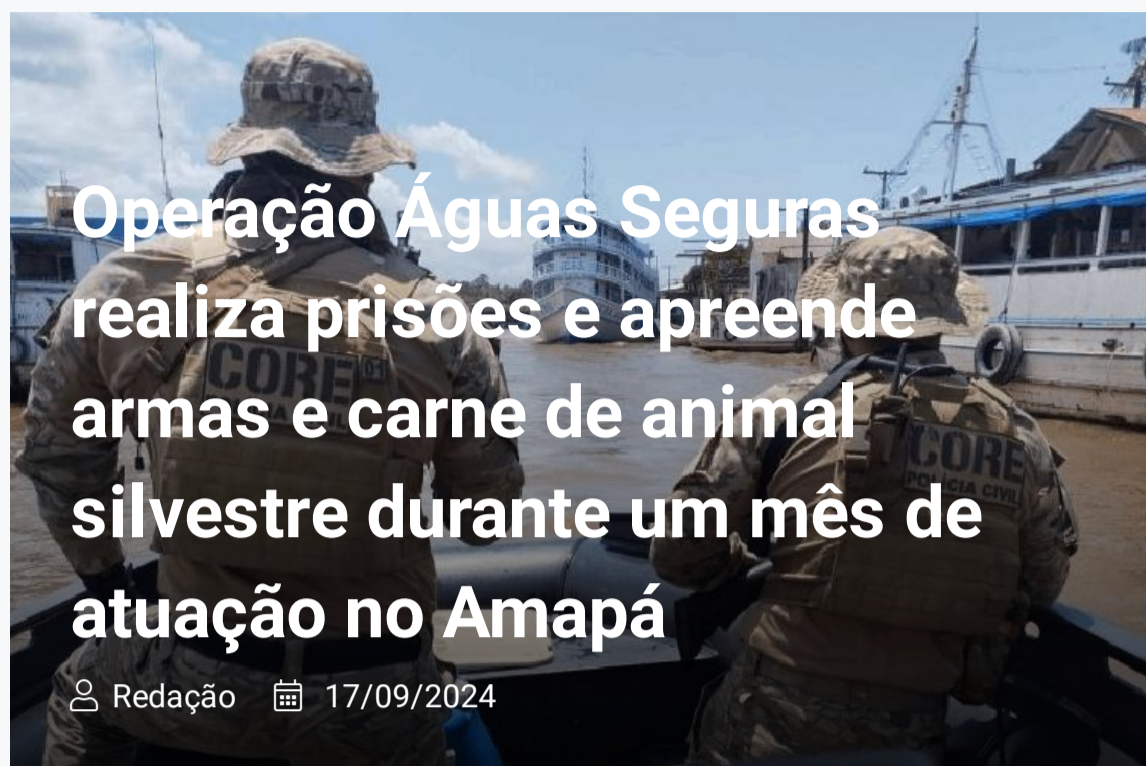 Operação Águas Seguras
realiza prisões e apreende
armas e carne de animal
silvestre durante um mês de
atuação no Amapá
Redação 17/09/2024
CORE 01
CORE
POLÍCIA CIVIL